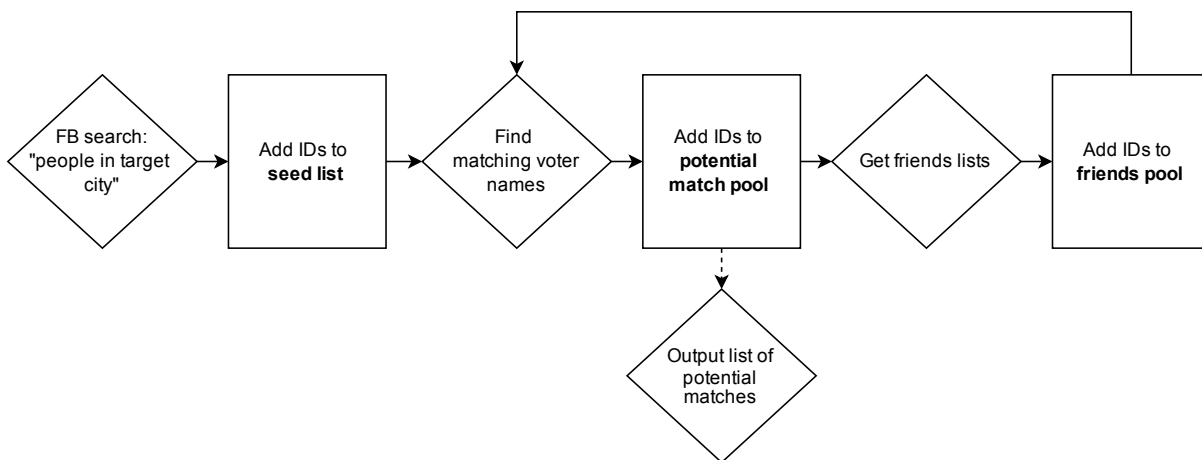 FB search:
"people in target
city"
Add IDs to
seed list
Find
matching voter
names
Add IDs to
potential
match pool
Get friends lists
Add IDs to
friends pool
Output list of
potential
matches